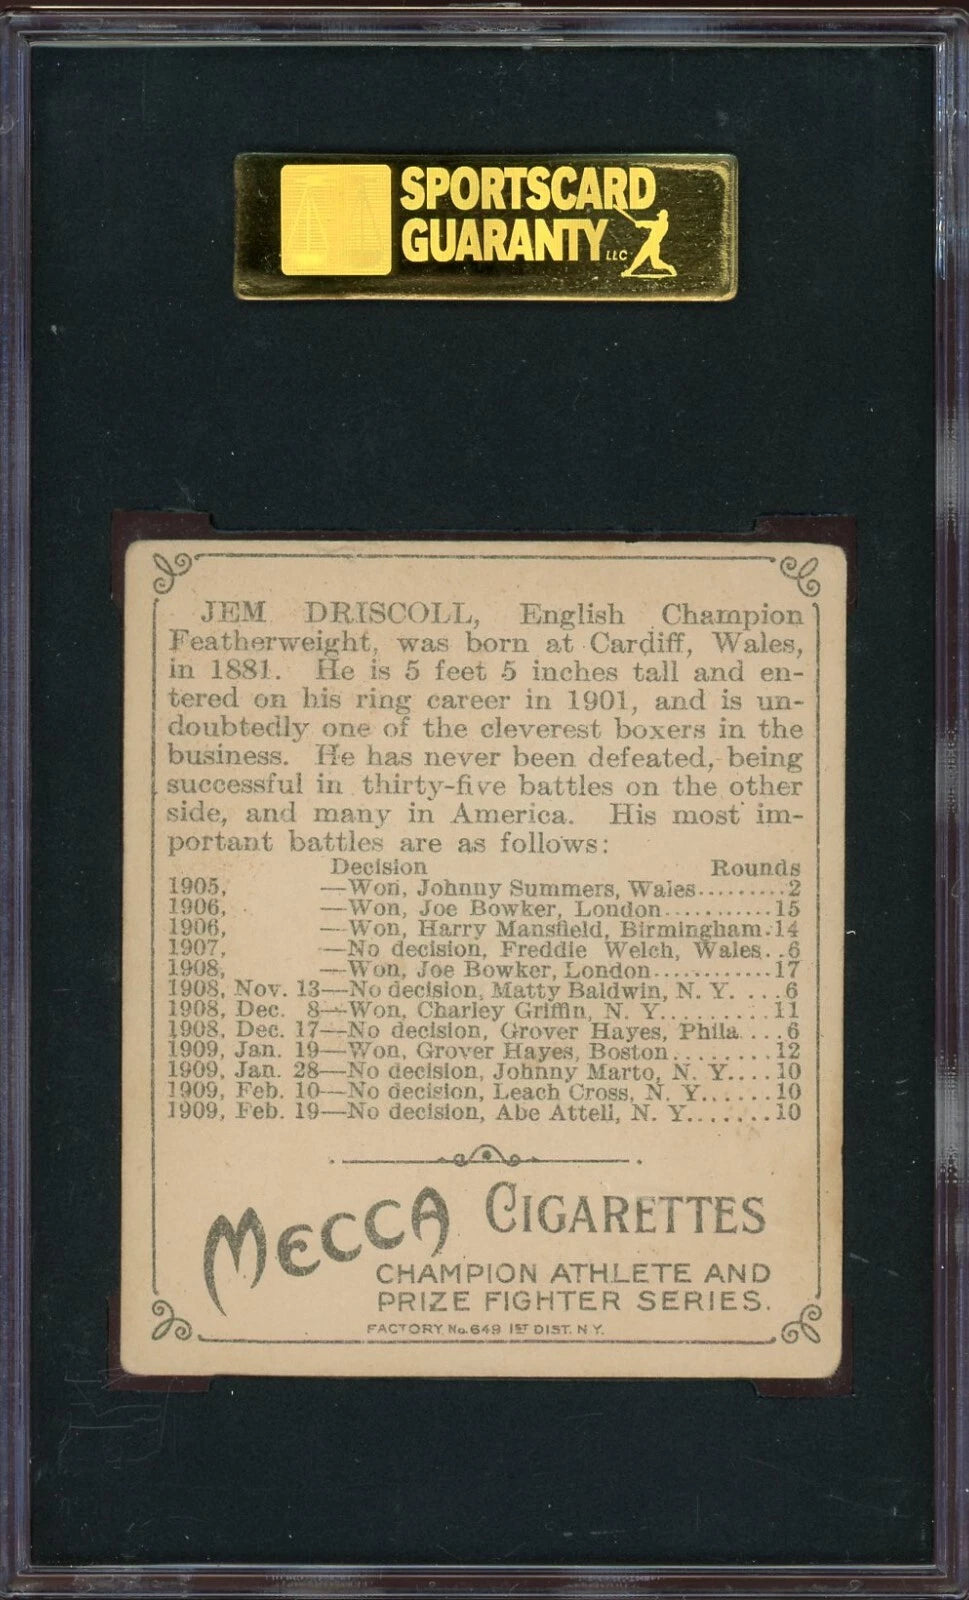 SPORTSCARD
GUARANTY LLC
JEM DRISCOLL, English Champion
Featherweight, was born at Cardiff, Wales,
in 1881. He is 5 feet 5 inches tall and en-
tered on his ring career in 1901, and is un-
doubtedly one of the cleverest boxers in the
business. He has never been defeated, being
successful in thirty-five battles on the other
side, and many in America. His most im-
portant battles are as follows:
Decision Rounds
1905, —Won, Johnny Summers, Wales.........2
1906, —Won, Joe Bowker, London...........15
1906, —Won, Harry Mansfield, Birmingham.14
1907, —No decision, Freddie Welch, Wales..6
1908, —Won, Joe Bowker, London............17
1908, Nov. 13—No decision, Matty Baldwin, N. Y. ...6
1908, Dec. 8—Won, Charley Griffin, N. Y.........11
1908, Dec. 17—No decision, Grover Hayes, Phila....6
1909, Jan. 19—Won, Grover Hayes, Boston........12
1909, Jan. 28—No decision, Johnny Marto, N. Y....10
1909, Feb. 10—No decision, Leach Cross, N. Y......10
1909, Feb. 19—No decision, Abe Attell, N. Y.......10
MECCA CIGARETTES
CHAMPION ATHLETE AND
PRIZE FIGHTER SERIES.
FACTORY No. 649 1ST DIST. N.Y.